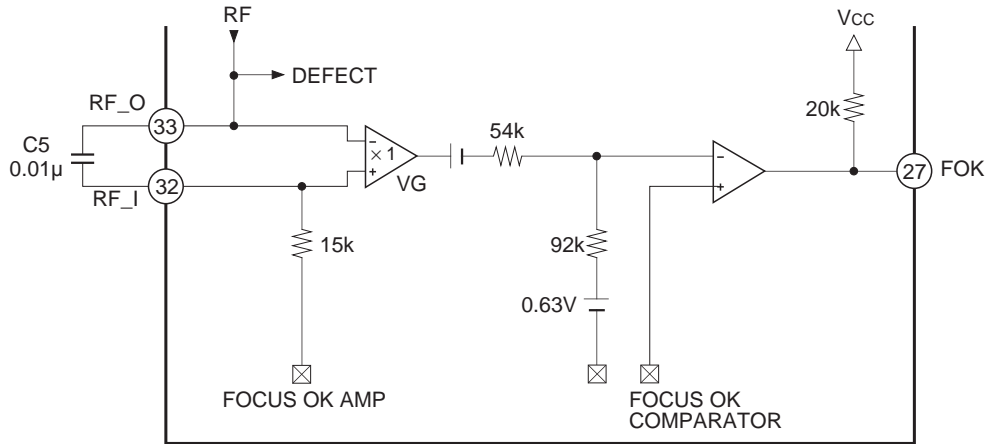 RF
DEFECT
VCC
20k
RF_O
33
C5
0.01µ
RF_I
32
−
× 1
+
VG
54k
−
+
27
FOK
15k
92k
0.63V
FOCUS OK AMP
FOCUS OK
COMPARATOR